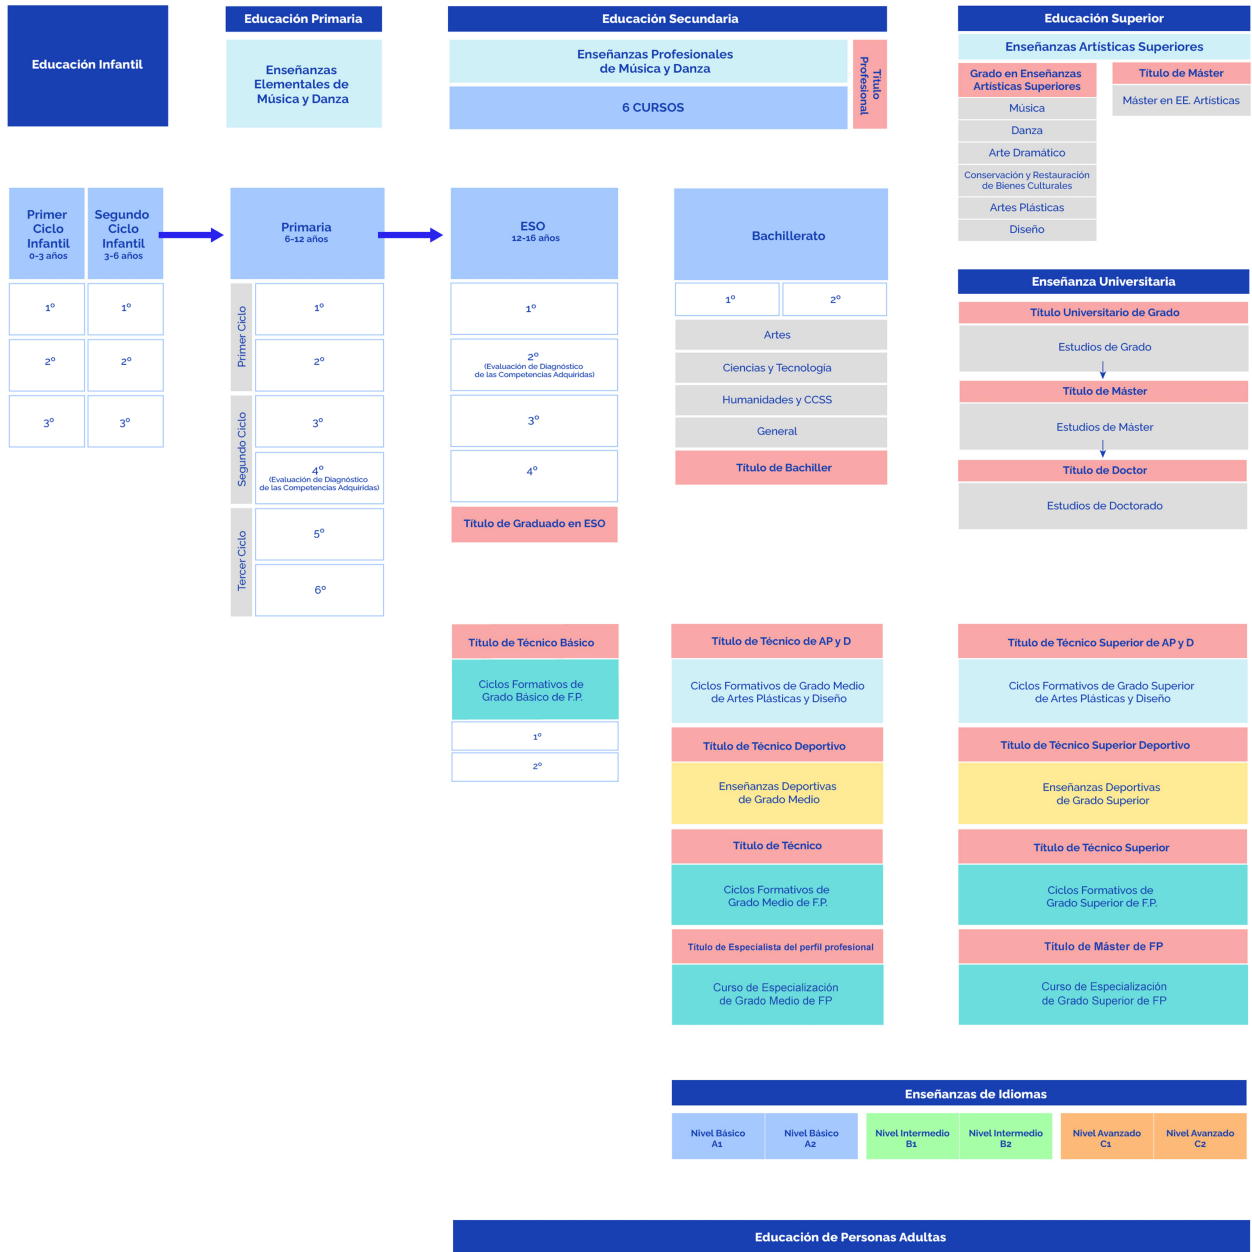 Educación Infantil
Educación Primaria
Enseñanzas
Elementales de
Música y Danza
Educación Secundaria
Enseñanzas Profesionales
de Música y Danza
6 CURSOS
Título
Profesional
Educación Superior
Enseñanzas Artísticas Superiores
Grado en Enseñanzas
Artísticas Superiores
Música
Danza
Arte Dramático
Conservación y Restauración
de Bienes Culturales
Artes Plásticas
Diseño
Título de Máster
Máster en EE. Artísticas
Primer
Ciclo
Infantil
0-3 años
1º
2º
3º
Segundo
Ciclo
Infantil
3-6 años
1º
2º
3º
Primaria
6-12 años
Primer Ciclo
1º
2º
Segundo Ciclo
3º
4º
(Evaluación de Diagnóstico
de las Competencias Adquiridas)
Tercer Ciclo
5º
6º
ESO
12-16 años
1º
2º
(Evaluación de Diagnóstico
de las Competencias Adquiridas)
3º
4º
Título de Graduado en ESO
Bachillerato
1º
2º
Artes
Ciencias y Tecnología
Humanidades y CCSS
General
Título de Bachiller
Enseñanza Universitaria
Título Universitario de Grado
Estudios de Grado
Título de Máster
Estudios de Máster
Título de Doctor
Estudios de Doctorado
Título de Técnico Básico
Ciclos Formativos de
Grado Básico de F.P.
1º
2º
Título de Técnico de AP y D
Ciclos Formativos de Grado Medio
de Artes Plásticas y Diseño
Título de Técnico Deportivo
Enseñanzas Deportivas
de Grado Medio
Título de Técnico
Ciclos Formativos de
Grado Medio de F.P.
Título de Especialista del perfil profesional
Curso de Especialización
de Grado Medio de FP
Título de Técnico Superior de AP y D
Ciclos Formativos de Grado Superior
de Artes Plásticas y Diseño
Título de Técnico Superior Deportivo
Enseñanzas Deportivas
de Grado Superior
Título de Técnico Superior
Ciclos Formativos de
Grado Superior de F.P.
Título de Máster de FP
Curso de Especialización
de Grado Superior de FP
Enseñanzas de Idiomas
Nivel Básico
A1
Nivel Básico
A2
Nivel Intermedio
B1
Nivel Intermedio
B2
Nivel Avanzado
C1
Nivel Avanzado
C2
Educación de Personas Adultas